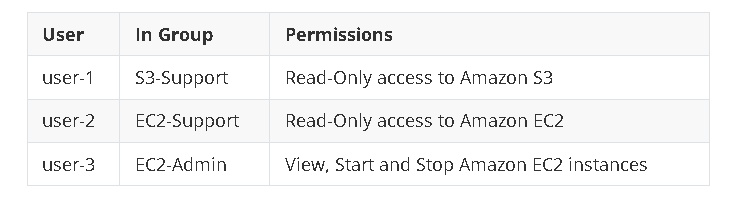 User In Group Permissions
user-1 S3-Support Read-Only access to Amazon S3
user-2 EC2-Support Read-Only access to Amazon EC2
user-3 EC2-Admin View, Start and Stop Amazon EC2 instances